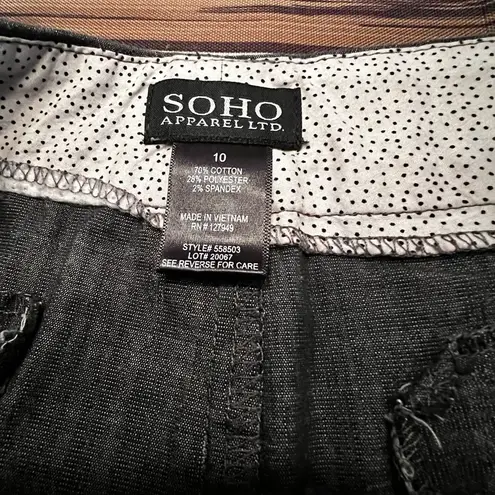 SOHO
APPAREL LTD.
10
70% COTTON
28% POLYESTER
2% SPANDEX
MADE IN VIETNAM
RN# 127949
STYLE# 558503
LOT# 20067
SEE REVERSE FOR CARE